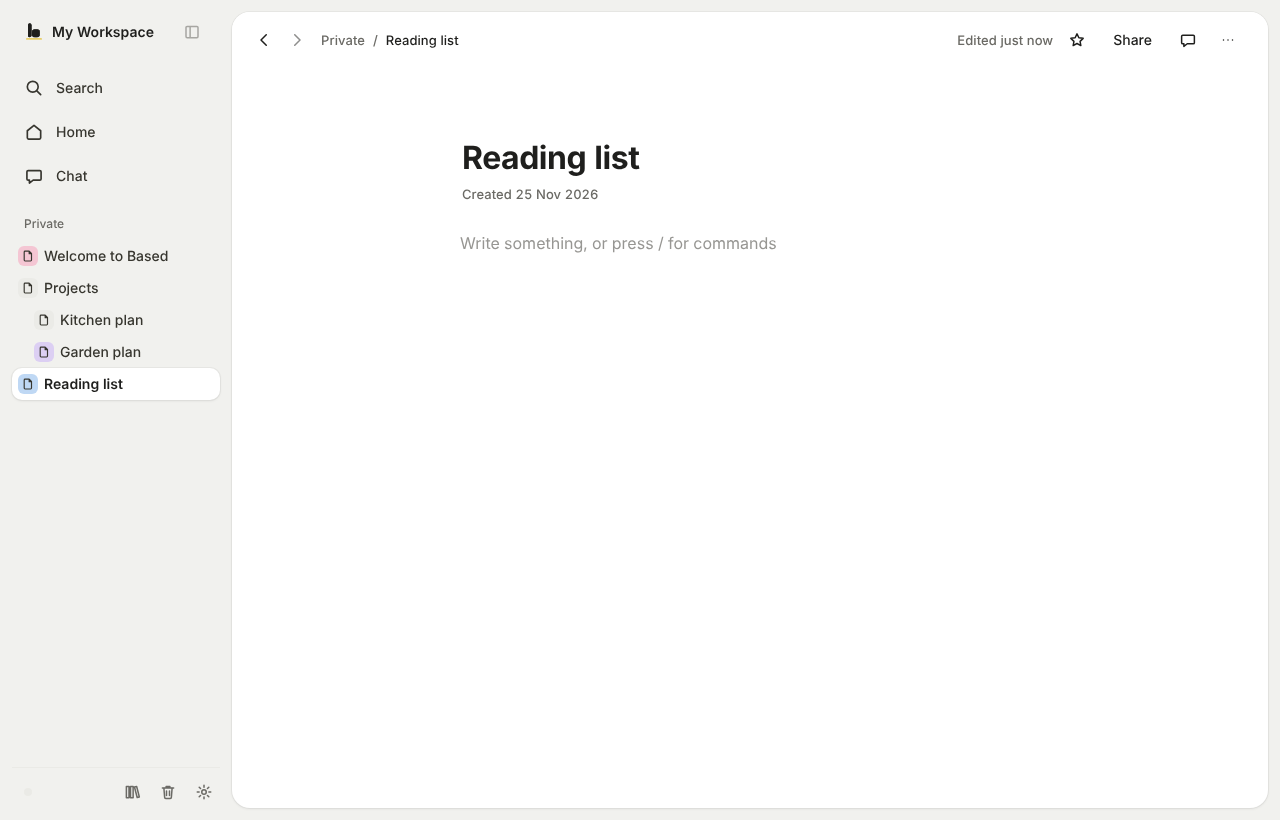 My Workspace
Search
Home
Chat
Private
Welcome to Based
Projects
Kitchen plan
Garden plan
Reading list
Private / Reading list
Edited just now
Share
Reading list
Created 25 Nov 2026
Write something, or press / for commands